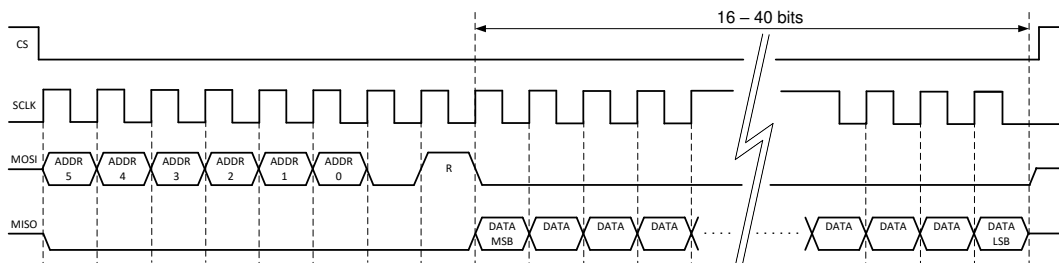 16 – 40 bits
CS
SCLK
MOSI
ADDR
5
ADDR
4
ADDR
3
ADDR
2
ADDR
1
ADDR
0
R
MISO
DATA
MSB
DATA
DATA
DATA
DATA
DATA
DATA
DATA
LSB